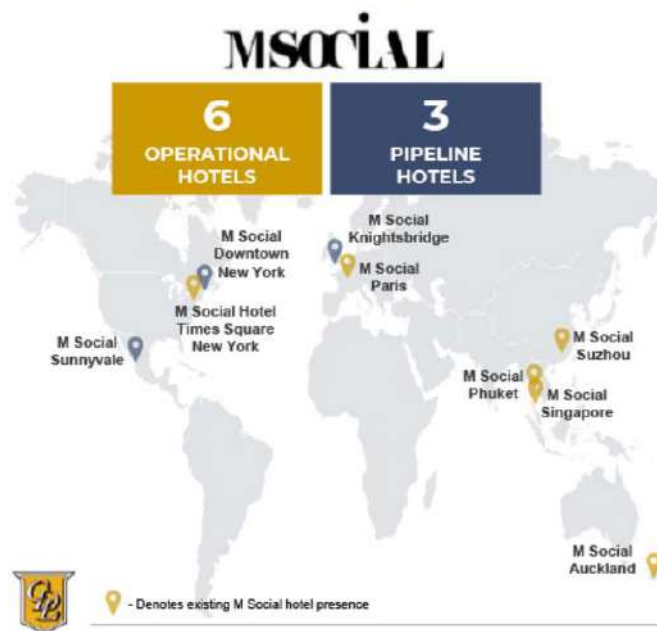 MSOCIAL
6
OPERATIONAL
HOTELS
3
PIPELINE
HOTELS
M Social
Downtown
New York
M Social
Knightsbridge
M Social
Paris
M Social Hotel
Times Square
New York
M Social
Sunnyvale
M Social
Suzhou
M Social
Phuket
M Social
Singapore
M Social
Auckland
CDL
- Denotes existing M Social hotel presence